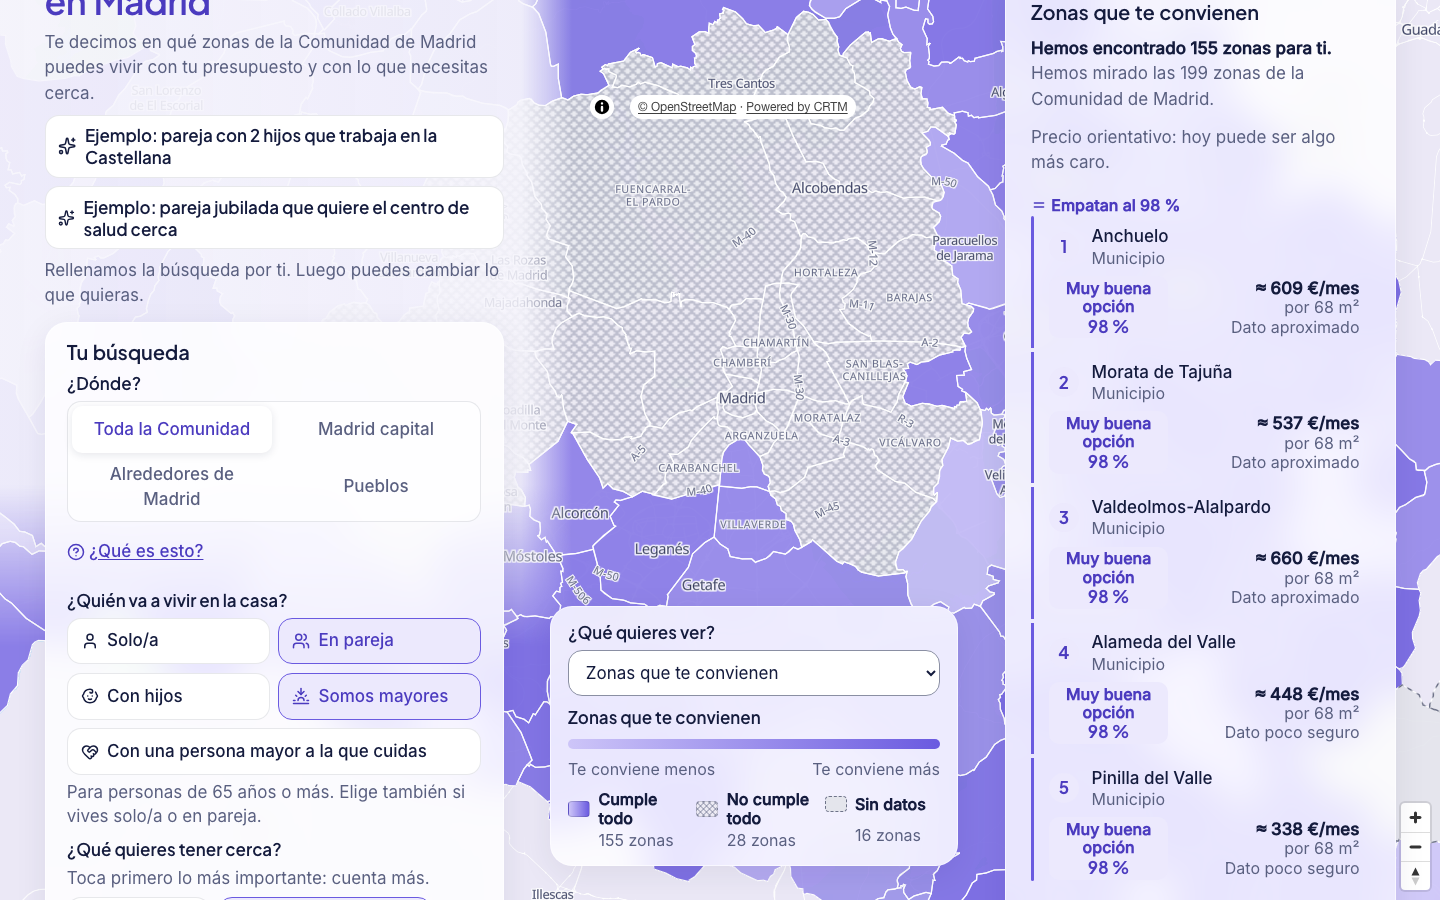 en Madrid
Te decimos en qué zonas de la Comunidad de Madrid
puedes vivir con tu presupuesto y con lo que necesitas
cerca.
Ejemplo: pareja con 2 hijos que trabaja en la
Castellana
Ejemplo: pareja jubilada que quiere el centro de
salud cerca
Rellenamos la búsqueda por ti. Luego puedes cambiar lo
que quieras.
Tu búsqueda
¿Dónde?
Toda la Comunidad
Madrid capital
Alrededores de
Madrid
Pueblos
¿Qué es esto?
¿Quién va a vivir en la casa?
Solo/a
En pareja
Con hijos
Somos mayores
Con una persona mayor a la que cuidas
Para personas de 65 años o más. Elige también si
vives solo/a o en pareja.
¿Qué quieres tener cerca?
Toca primero lo más importante: cuenta más.
Collado Villalba
San Lorenzo
de El Escorial
Villanueva
Las Rozas
de Madrid
Majadahonda
Tres Cantos
© OpenStreetMap · Powered by CRTM
FUENCARRAL-
EL PARDO
Alcobendas
M-50
M-40
M-12
Paracuellos
de Jarama
HORTALEZA
BARAJAS
M-11
M-30
CHAMARTÍN
A-2
CHAMBERÍ
SAN BLAS-
CANILLEJAS
M-30
Madrid
MORATALAZ
R-3
ARGANZUELA
A-3
VICÁLVARO
A-5
CARABANCHEL
M-40
Alcorcón
VILLAVERDE
M-45
Móstoles
Leganés
M-50
Getafe
M-506
Illescas
¿Qué quieres ver?
Zonas que te convienen
Zonas que te convienen
Te conviene menos
Te conviene más
Cumple
todo
155 zonas
No cumple
todo
28 zonas
Sin datos
16 zonas
Zonas que te convienen
Hemos encontrado 155 zonas para ti.
Hemos mirado las 199 zonas de la
Comunidad de Madrid.
Precio orientativo: hoy puede ser algo
más caro.
= Empatan al 98 %
1
Anchuelo
Municipio
Muy buena
opción
98 %
≈ 609 €/mes
por 68 m²
Dato aproximado
2
Morata de Tajuña
Municipio
Muy buena
opción
98 %
≈ 537 €/mes
por 68 m²
Dato aproximado
3
Valdeolmos-Alalpardo
Municipio
Muy buena
opción
98 %
≈ 660 €/mes
por 68 m²
Dato aproximado
4
Alameda del Valle
Municipio
Muy buena
opción
98 %
≈ 448 €/mes
por 68 m²
Dato poco seguro
5
Pinilla del Valle
Municipio
Muy buena
opción
98 %
≈ 338 €/mes
por 68 m²
Dato poco seguro